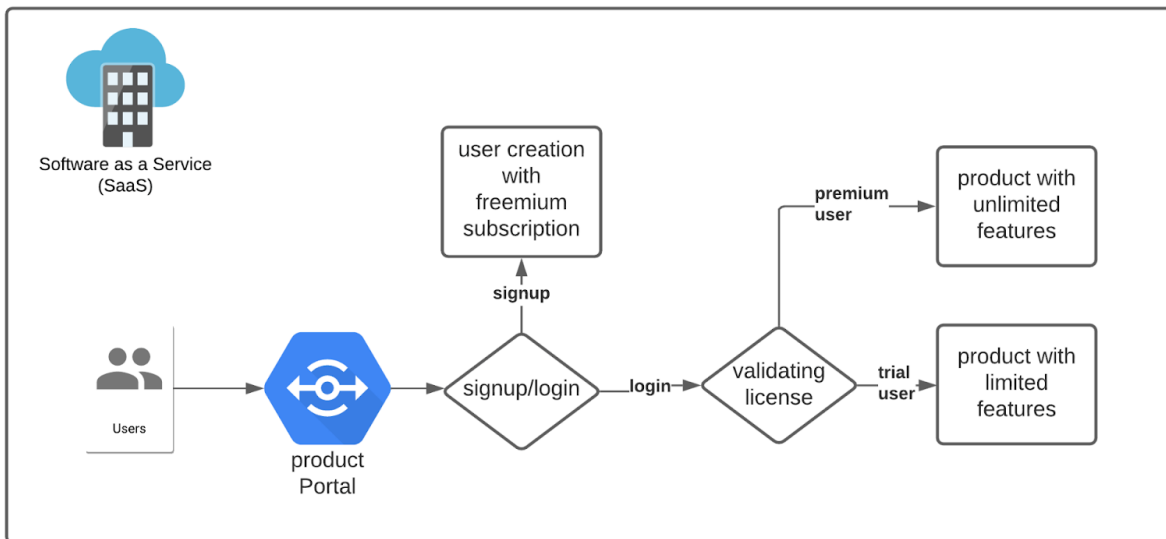 Software as a Service
(SaaS)
user creation
with
freemium
subscription
signup
premium
user
product with
unlimited
features
Users
product
Portal
signup/login
login
validating
license
trial
user
product with
limited
features